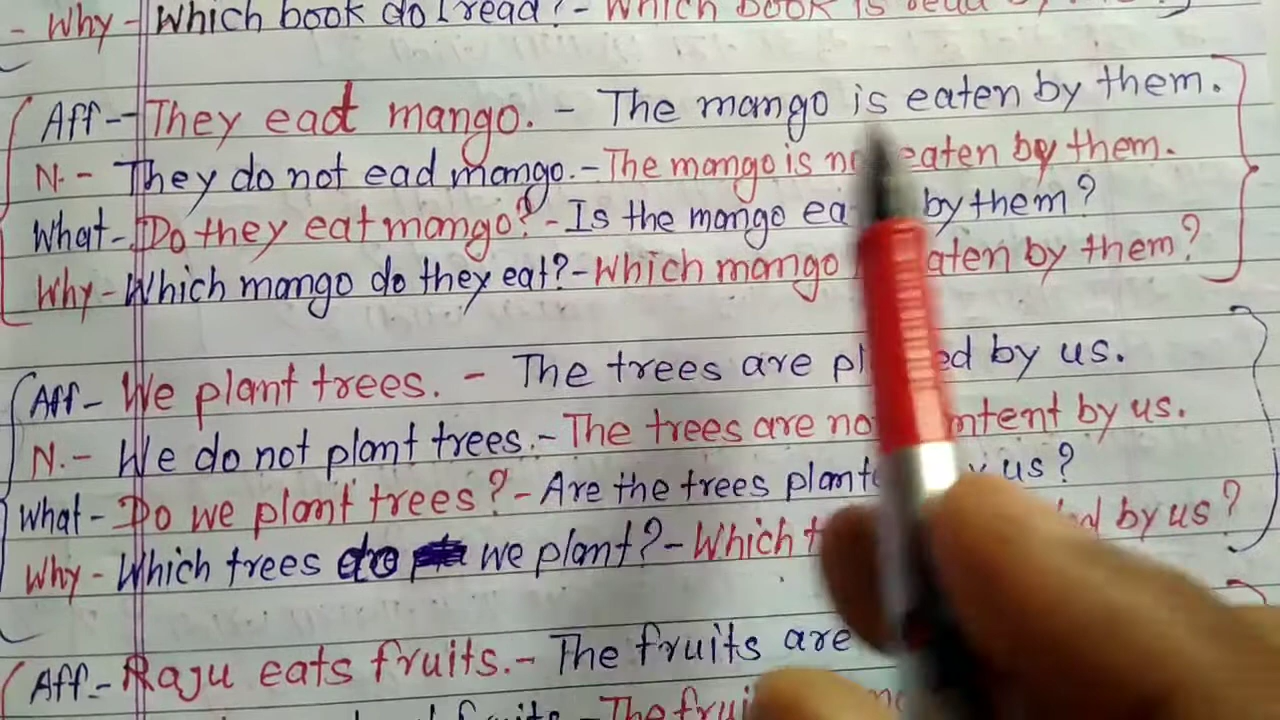 - Why - Which book do I read? - Which book is read by
Aff - They ead mango. - The mango is eaten by them.
N. - They do not ead mango. - The mango is eaten by them.
What - Do they eat mango? - Is the mango by them?
Why - Which mango do they eat? - Which mango by them?
Aff - We plant trees. - The trees are by us.
N. - We do not plant trees. - The trees are by us.
What - Do we plant trees? - Are the trees us?
Why - Which trees do we plant? - Which by us?
Aff - Raju eats fruits. - The fruits are
fruits - The